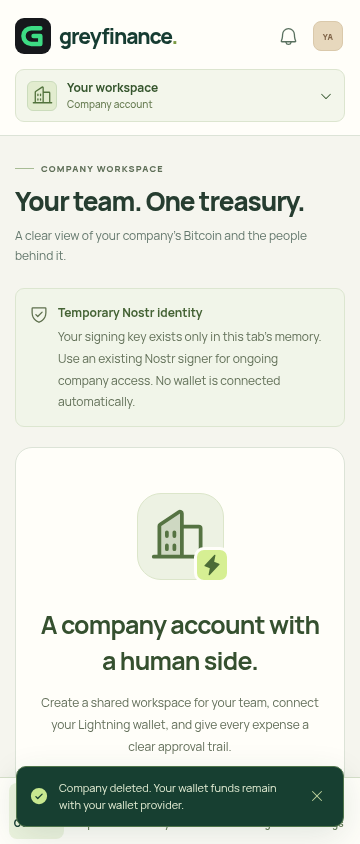 greyfinance.
YA
Your workspace
Company account
COMPANY WORKSPACE
Your team. One treasury.
A clear view of your company's Bitcoin and the people
behind it.
Temporary Nostr identity
Your signing key exists only in this tab's memory.
Use an existing Nostr signer for ongoing
company access. No wallet is connected
automatically.
A company account with
a human side.
Create a shared workspace for your team, connect
your Lightning wallet, and give every expense a
clear approval trail.
Company deleted. Your wallet funds remain
with your wallet provider.